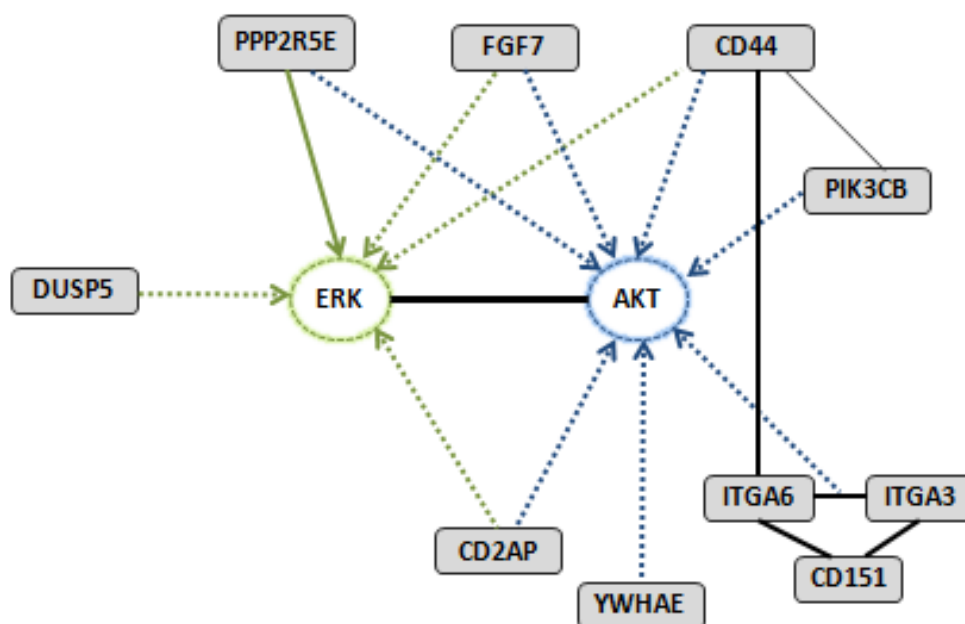 PPP2R5E
FGF7
CD44
PIK3CB
DUSP5
ERK
AKT
ITGA6
ITGA3
CD2AP
CD151
YWHAE